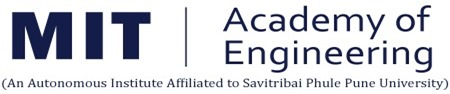 MIT
Academy of
Engineering
(An Autonomous Institute Affiliated to Savitribai Phule Pune University)